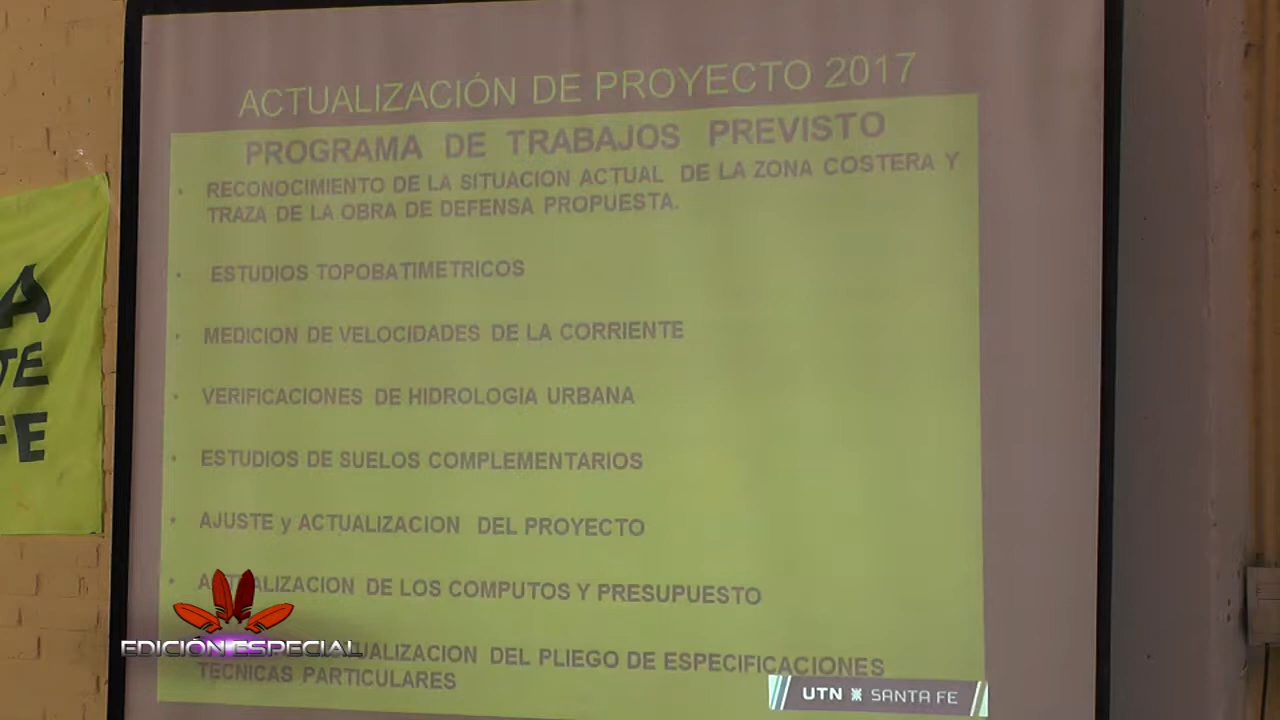 ACTUALIZACIÓN DE PROYECTO 2017
PROGRAMA DE TRABAJOS PREVISTO
• RECONOCIMIENTO DE LA SITUACION ACTUAL DE LA ZONA COSTERA Y
TRAZA DE LA OBRA DE DEFENSA PROPUESTA.
• ESTUDIOS TOPOBATIMETRICOS
• MEDICION DE VELOCIDADES DE LA CORRIENTE
• VERIFICACIONES DE HIDROLOGIA URBANA
• ESTUDIOS DE SUELOS COMPLEMENTARIOS
• AJUSTE y ACTUALIZACION DEL PROYECTO
• ACTUALIZACION DE LOS COMPUTOS Y PRESUPUESTO
DEL PLIEGO DE ESPECIFICACIONES
TECNICAS PARTICULARES
A
TE
FE
EDICIÓN ESPECIAL
UTN SANTA FE